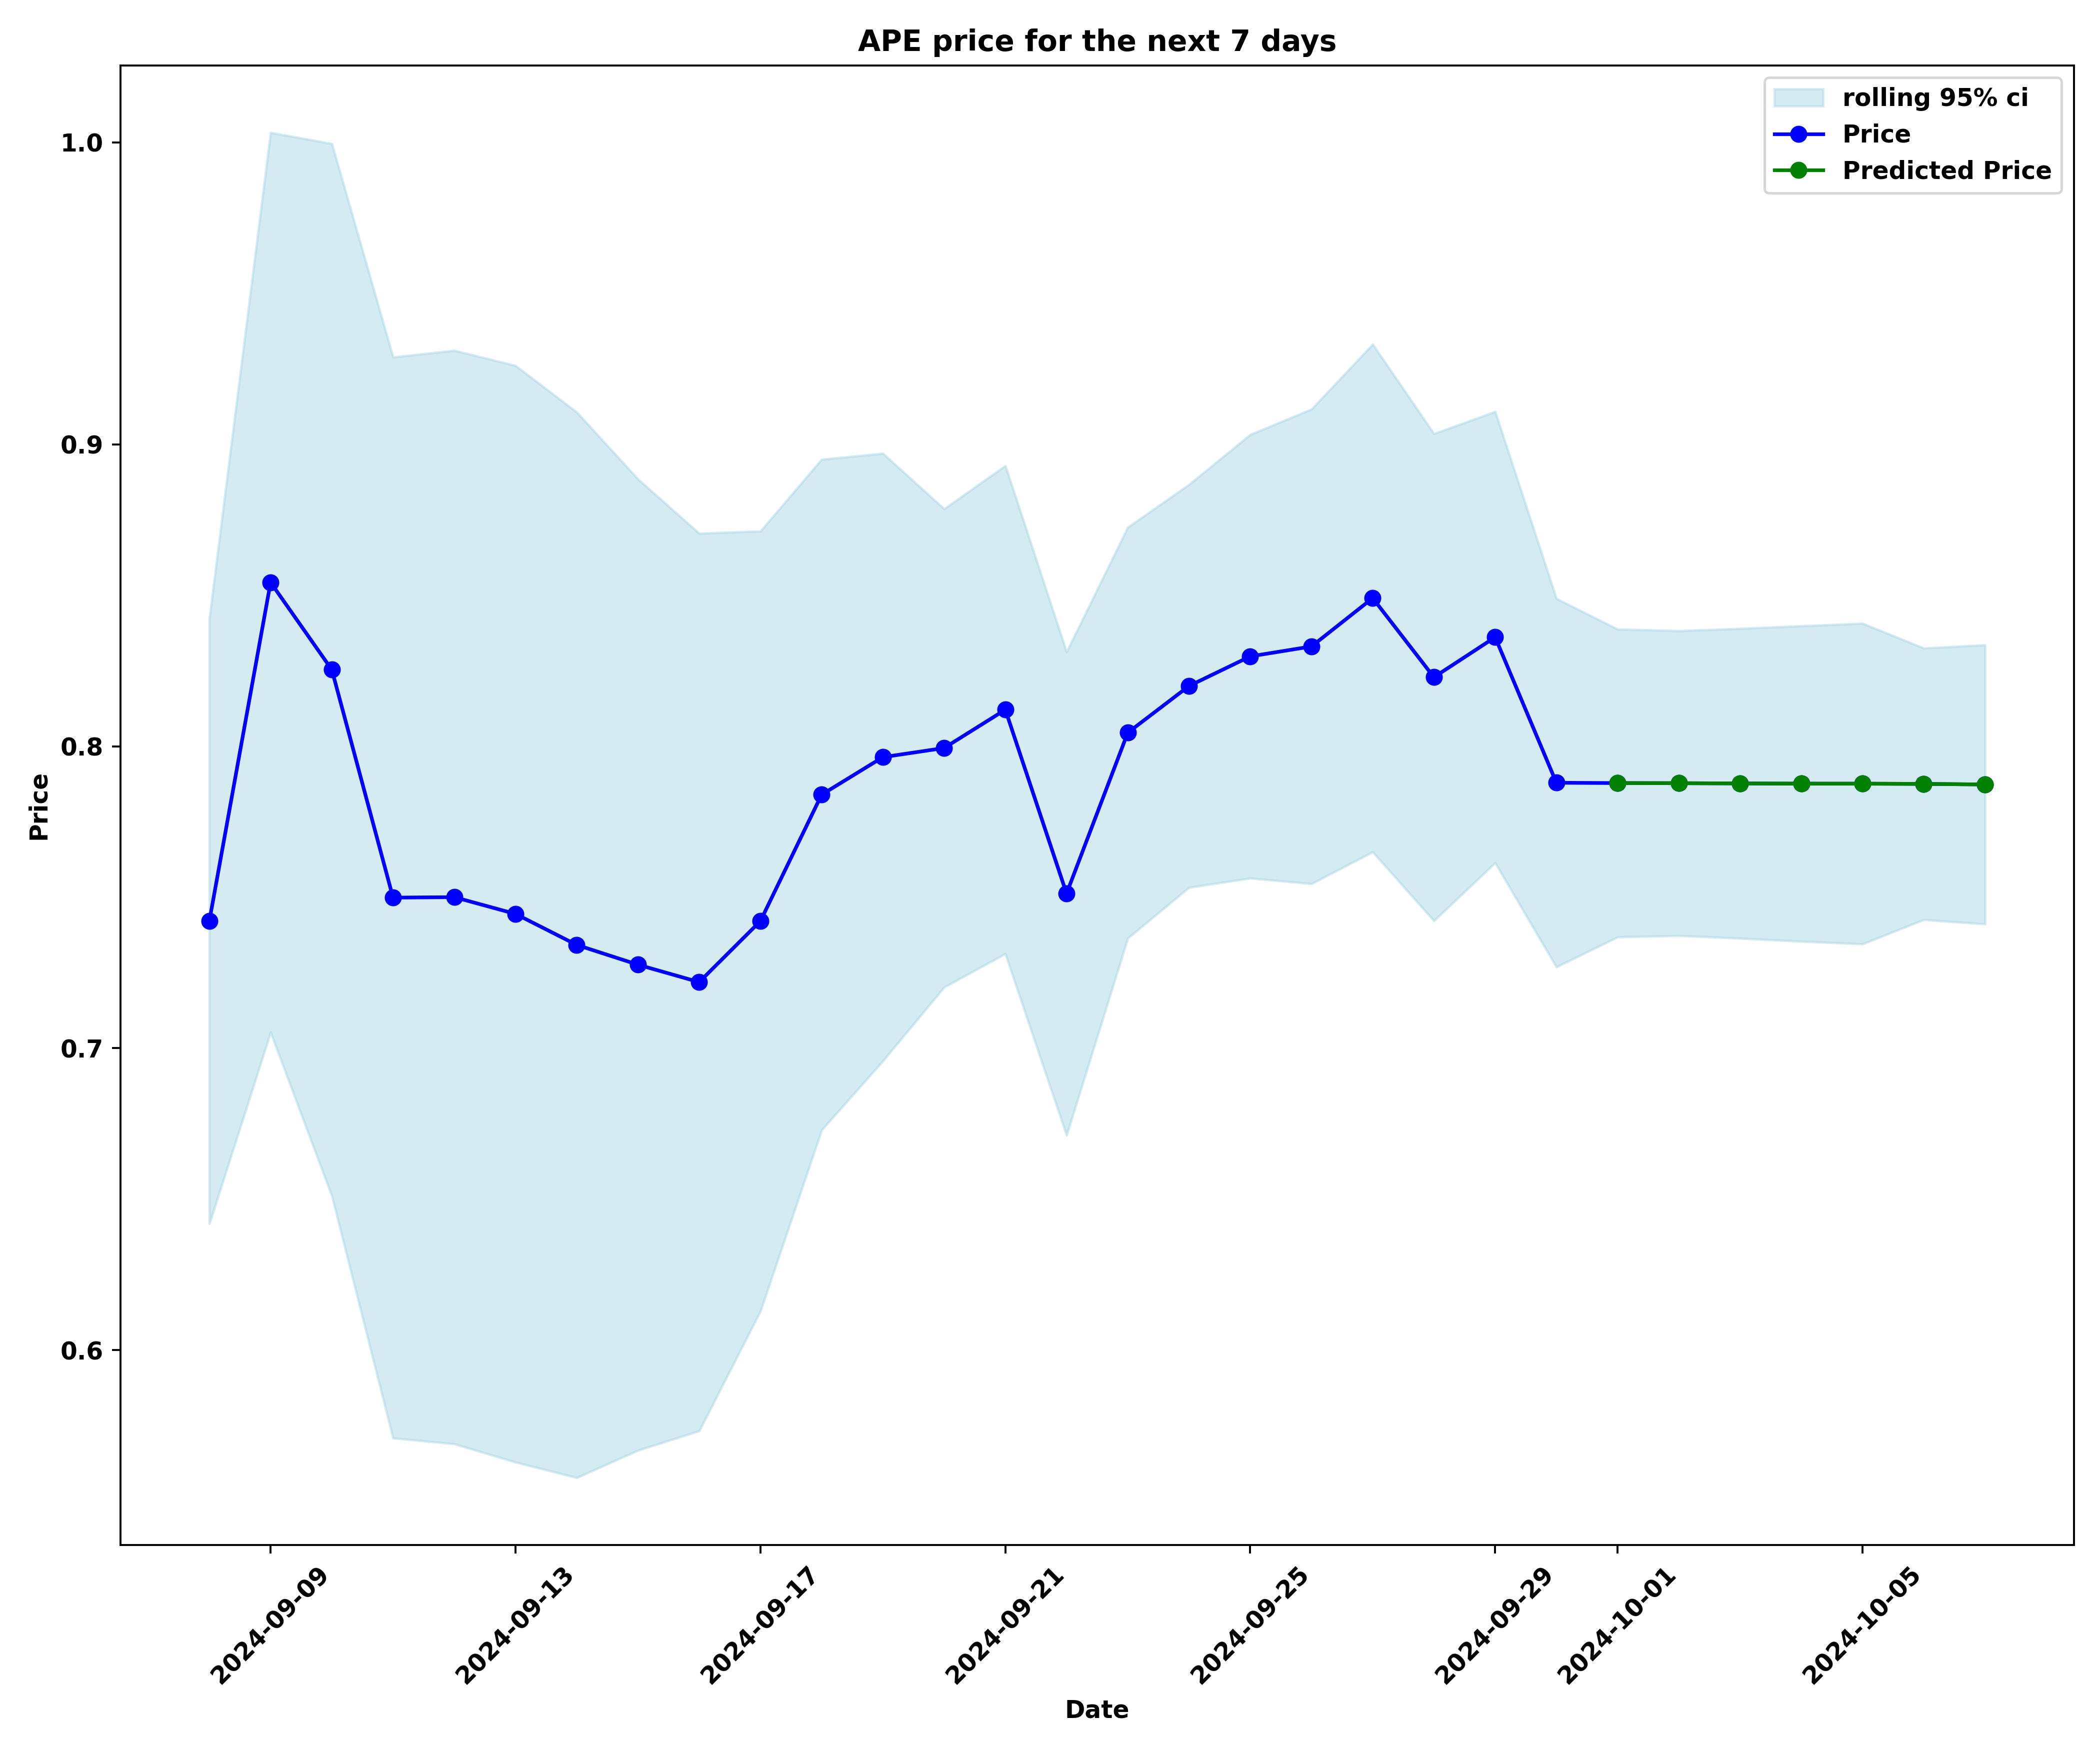 APE price for the next 7 days
rolling 95% ci
Price
Predicted Price
1.0
0.9
0.8
0.7
0.6
Price
2024-09-09
2024-09-13
2024-09-17
2024-09-21
2024-09-25
2024-09-29
2024-10-01
2024-10-05
Date